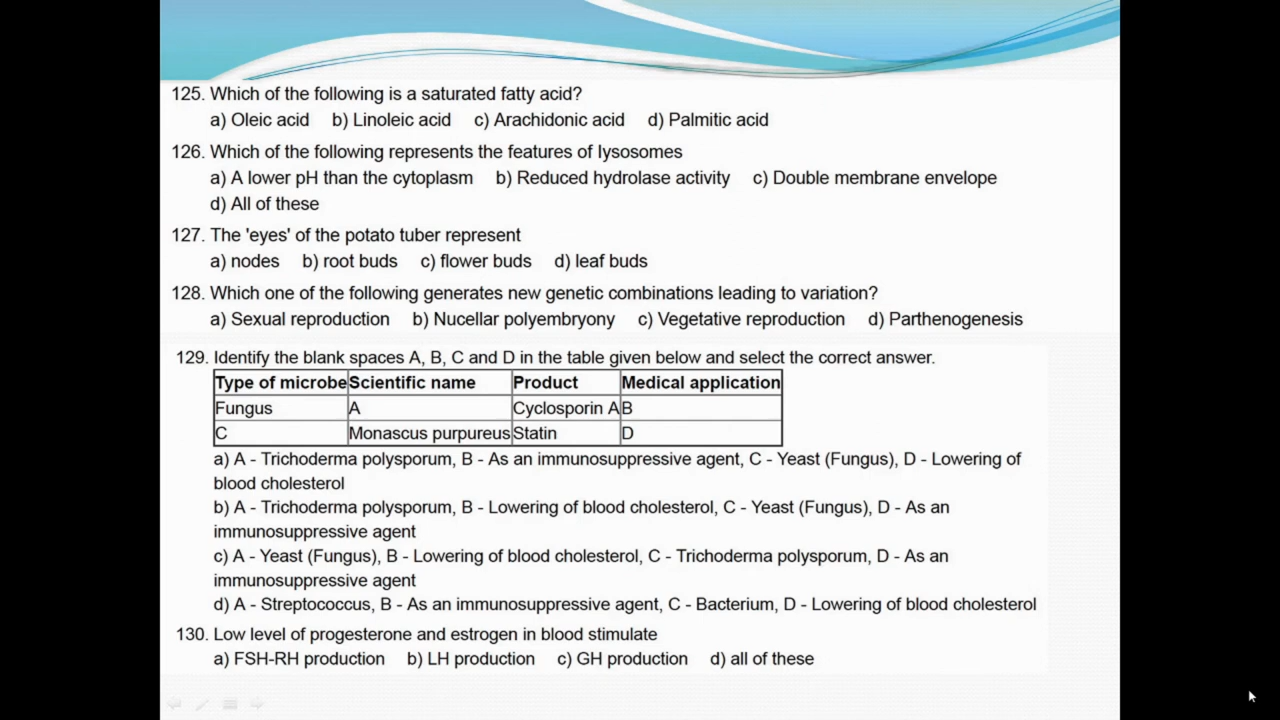 125. Which of the following is a saturated fatty acid?
a) Oleic acid b) Linoleic acid c) Arachidonic acid d) Palmitic acid
126. Which of the following represents the features of lysosomes
a) A lower pH than the cytoplasm b) Reduced hydrolase activity c) Double membrane envelope
d) All of these
127. The 'eyes' of the potato tuber represent
a) nodes b) root buds c) flower buds d) leaf buds
128. Which one of the following generates new genetic combinations leading to variation?
a) Sexual reproduction b) Nucellar polyembryony c) Vegetative reproduction d) Parthenogenesis
129. Identify the blank spaces A, B, C and D in the table given below and select the correct answer.
Type of microbe Scientific name Product Medical application
Fungus A Cyclosporin A B
C Monascus purpureus Statin D
a) A - Trichoderma polysporum, B - As an immunosuppressive agent, C - Yeast (Fungus), D - Lowering of
blood cholesterol
b) A - Trichoderma polysporum, B - Lowering of blood cholesterol, C - Yeast (Fungus), D - As an
immunosuppressive agent
c) A - Yeast (Fungus), B - Lowering of blood cholesterol, C - Trichoderma polysporum, D - As an
immunosuppressive agent
d) A - Streptococcus, B - As an immunosuppressive agent, C - Bacterium, D - Lowering of blood cholesterol
130. Low level of progesterone and estrogen in blood stimulate
a) FSH-RH production b) LH production c) GH production d) all of these